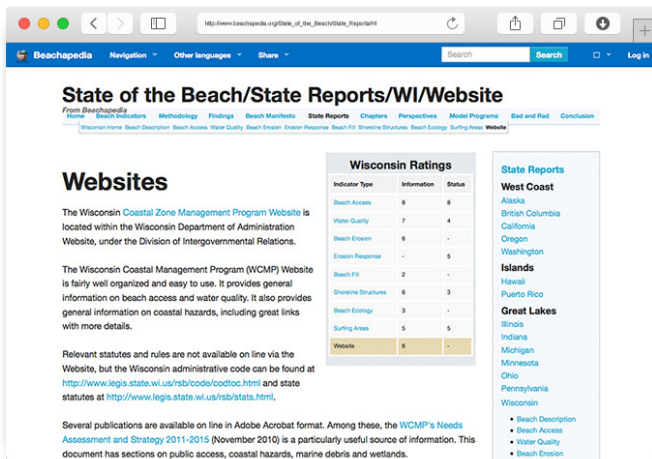 http://www.beachapedia.org/State_of_the_Beach/State_Reports/HI
Beachapedia Navigation Other languages Share Search Search Log in
State of the Beach/State Reports/WI/Website
From Beachapedia
Home Beach Indicators Methodology Findings Beach Manifesto State Reports Chapters Perspectives Model Programs Bad and Rad Conclusion
Wisconsin Home Beach Description Beach Access Water Quality Beach Erosion Erosion Response Beach Fill Shoreline Structures Beach Ecology Surfing Areas Website
Websites
The Wisconsin Coastal Zone Management Program Website is
located within the Wisconsin Department of Administration
Website, under the Division of Intergovernmental Relations.
The Wisconsin Coastal Management Program (WCMP) Website
is fairly well organized and easy to use. It provides general
information on beach access and water quality. It also provides
general information on coastal hazards, including great links
with more details.
Relevant statutes and rules are not available on line via the
Website, but the Wisconsin administrative code can be found at
http://www.legis.state.wi.us/rsb/code/codtoc.html and state
statutes at http://www.legis.state.wi.us/rsb/stats.html.
Several publications are available on line in Adobe Acrobat format. Among these, the WCMP's Needs
Assessment and Strategy 2011-2015 (November 2010) is a particularly useful source of information. This
document has sections on public access, coastal hazards, marine debris and wetlands.
Wisconsin Ratings
Indicator Type Information Status
Beach Access 8 8
Water Quality 7 4
Beach Erosion 6 -
Erosion Response - 5
Beach Fill 2 -
Shoreline Structures 6 3
Beach Ecology 3 -
Surfing Areas 5 5
Website 6 -
State Reports
West Coast
Alaska
British Columbia
California
Oregon
Washington
Islands
Hawaii
Puerto Rico
Great Lakes
Illinois
Indiana
Michigan
Minnesota
Ohio
Pennsylvania
Wisconsin
Beach Description
Beach Access
Water Quality
Beach Erosion